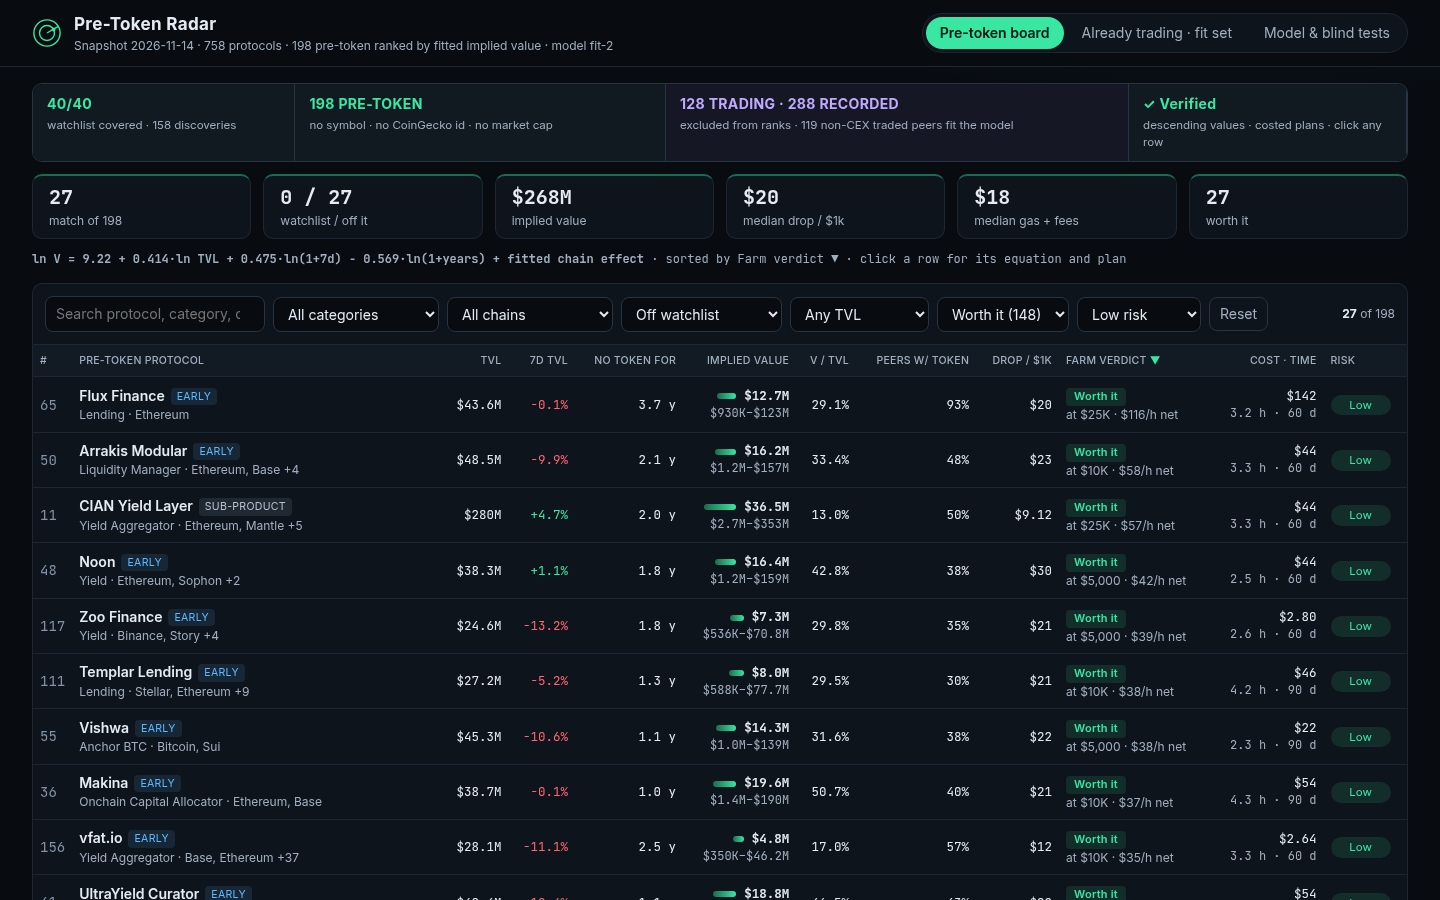 Pre-Token Radar
Snapshot 2026-11-14 · 758 protocols · 198 pre-token ranked by fitted implied value · model fit-2
Pre-token board
Already trading · fit set
Model & blind tests
40/40
watchlist covered · 158 discoveries
198 PRE-TOKEN
no symbol · no CoinGecko id · no market cap
128 TRADING · 288 RECORDED
excluded from ranks · 119 non-CEX traded peers fit the model
✓ Verified
descending values · costed plans · click any
row
27
match of 198
0 / 27
watchlist / off it
$268M
implied value
$20
median drop / $1k
$18
median gas + fees
27
worth it
ln V = 9.22 + 0.414·ln TVL + 0.475·ln(1+7d) - 0.569·ln(1+years) + fitted chain effect · sorted by Farm verdict ▼ · click a row for its equation and plan
Search protocol, category, c
All categories
All chains
Off watchlist
Any TVL
Worth it (148)
Low risk
Reset
27 of 198
# PRE-TOKEN PROTOCOL TVL 7D TVL NO TOKEN FOR IMPLIED VALUE V / TVL PEERS W/ TOKEN DROP / $1K FARM VERDICT ▼ COST · TIME RISK
65 Flux Finance EARLY $43.6M -0.1% 3.7 y $12.7M 29.1% 93% $20 Worth it $142 Low
Lending · Ethereum $930K–$123M at $25K · $116/h net 3.2 h · 60 d
50 Arrakis Modular EARLY $48.5M -9.9% 2.1 y $16.2M 33.4% 48% $23 Worth it $44 Low
Liquidity Manager · Ethereum, Base +4 $1.2M–$157M at $10K · $58/h net 3.3 h · 60 d
11 CIAN Yield Layer SUB-PRODUCT $280M +4.7% 2.0 y $36.5M 13.0% 50% $9.12 Worth it $44 Low
Yield Aggregator · Ethereum, Mantle +5 $2.7M–$353M at $25K · $57/h net 3.3 h · 60 d
48 Noon EARLY $38.3M +1.1% 1.8 y $16.4M 42.8% 38% $30 Worth it $44 Low
Yield · Ethereum, Sophon +2 $1.2M–$159M at $5,000 · $42/h net 2.5 h · 60 d
117 Zoo Finance EARLY $24.6M -13.2% 1.8 y $7.3M 29.8% 35% $21 Worth it $2.80 Low
Yield · Binance, Story +4 $536K–$70.8M at $5,000 · $39/h net 2.6 h · 60 d
111 Templar Lending EARLY $27.2M -5.2% 1.3 y $8.0M 29.5% 30% $21 Worth it $46 Low
Lending · Stellar, Ethereum +9 $588K–$77.7M at $10K · $38/h net 4.2 h · 90 d
55 Vishwa EARLY $45.3M -10.6% 1.1 y $14.3M 31.6% 38% $22 Worth it $22 Low
Anchor BTC · Bitcoin, Sui $1.0M–$139M at $5,000 · $38/h net 2.3 h · 90 d
36 Makina EARLY $38.7M -0.1% 1.0 y $19.6M 50.7% 40% $21 Worth it $54 Low
Onchain Capital Allocator · Ethereum, Base $1.4M–$190M at $10K · $37/h net 4.3 h · 90 d
156 vfat.io EARLY $28.1M -11.1% 2.5 y $4.8M 17.0% 57% $12 Worth it $2.64 Low
Yield Aggregator · Base, Ethereum +37 $350K–$46.2M at $10K · $35/h net 3.3 h · 60 d
UltraYield Curator EARLY $18.8M Worth it $54